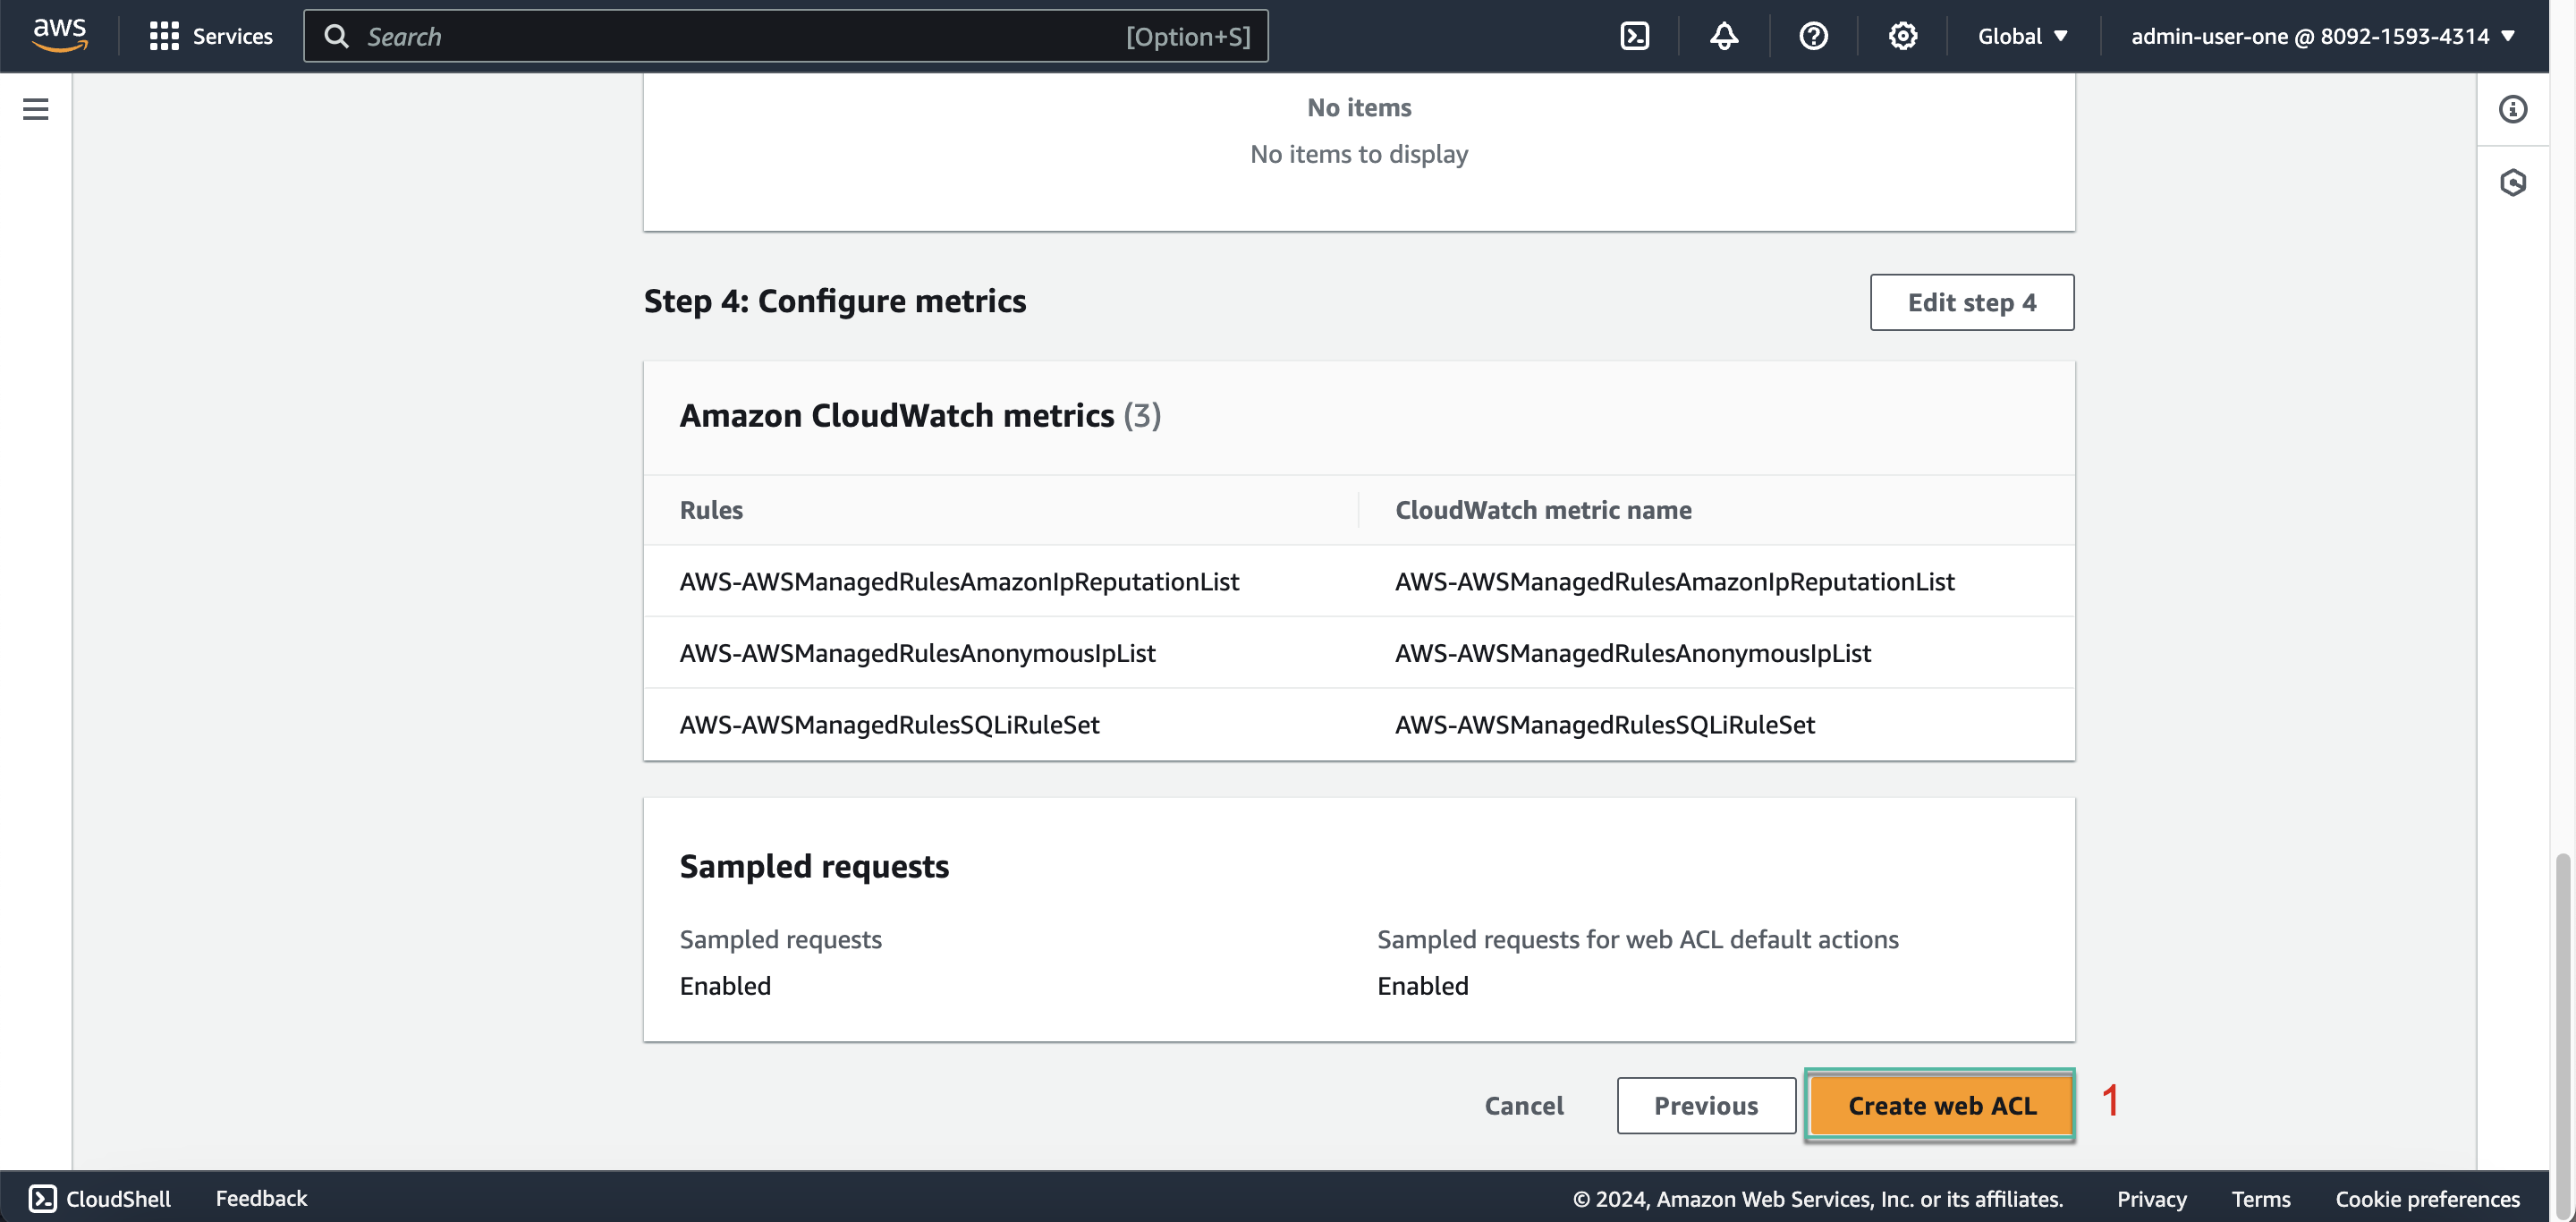 aws Services Search [Option+S] Global ▼ admin-user-one @ 8092-1593-4314 ▼
No items
No items to display
Step 4: Configure metrics Edit step 4
Amazon CloudWatch metrics (3)
Rules CloudWatch metric name
AWS-AWSManagedRulesAmazonIpReputationList AWS-AWSManagedRulesAmazonIpReputationList
AWS-AWSManagedRulesAnonymousIpList AWS-AWSManagedRulesAnonymousIpList
AWS-AWSManagedRulesSQLiRuleSet AWS-AWSManagedRulesSQLiRuleSet
Sampled requests
Sampled requests Sampled requests for web ACL default actions
Enabled Enabled
Cancel Previous Create web ACL 1
CloudShell Feedback © 2024, Amazon Web Services, Inc. or its affiliates. Privacy Terms Cookie preferences